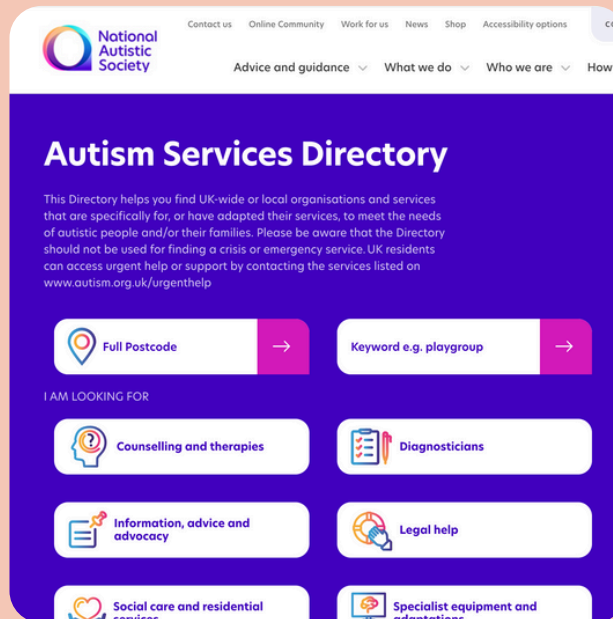 National
Autistic
Society
Contact us Online Community Work for us News Shop Accessibility options
Advice and guidance What we do Who we are How
Autism Services Directory
This Directory helps you find UK-wide or local organisations and services
that are specifically for, or have adapted their services, to meet the needs
of autistic people and/or their families. Please be aware that the Directory
should not be used for finding a crisis or emergency service. UK residents
can access urgent help or support by contacting the services listed on
www.autism.org.uk/urgenthelp
Full Postcode
Keyword e.g. playgroup
I AM LOOKING FOR
Counselling and therapies
Diagnosticians
Information, advice and
advocacy
Legal help
Social care and residential
services
Specialist equipment and
adaptations